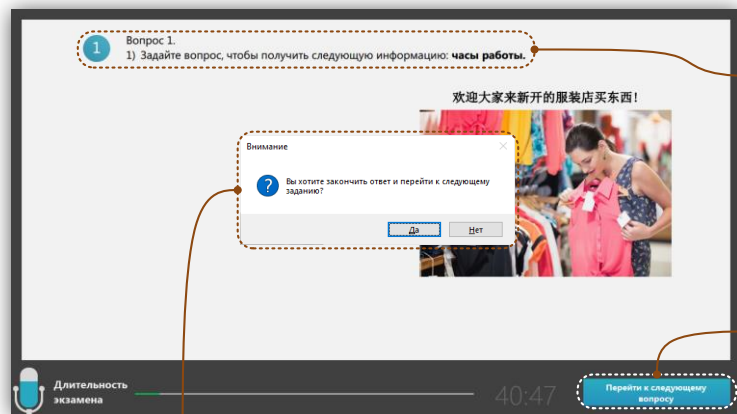 1
Вопрос 1.
1) Задайте вопрос, чтобы получить следующую информацию: часы работы.
欢迎大家来新开的服装店买东西！
Внимание
Вы хотите закончить ответ и перейти к следующему
заданию?
Да
Нет
Длительность
экзамена
40:47
Перейти к следующему
вопросу